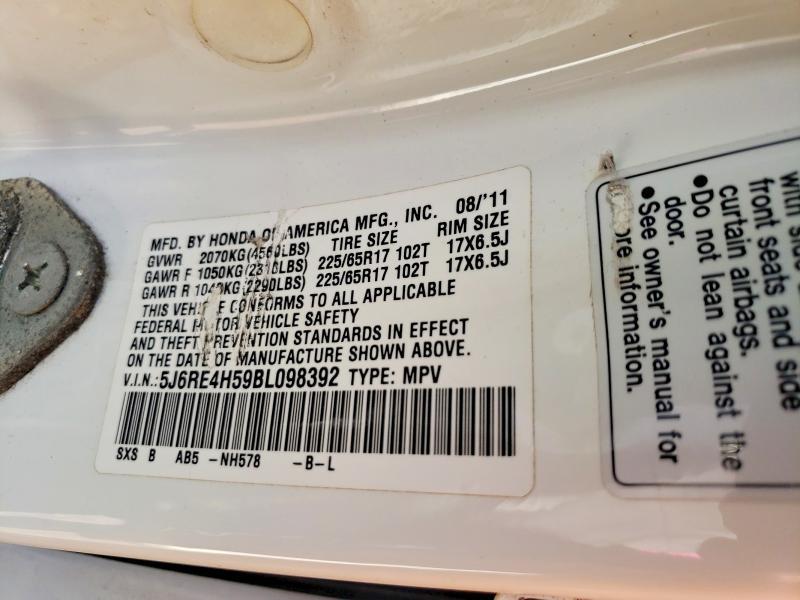 MFD. BY HONDA OF AMERICA MFG., INC. 08/'11
GVWR 2070KG(4560LBS) TIRE SIZE RIM SIZE
GAWR F 1050KG(2310LBS) 225/65R17 102T 17X6.5J
GAWR R 1040KG(2290LBS) 225/65R17 102T 17X6.5J
THIS VEHICLE CONFORMS TO ALL APPLICABLE
FEDERAL MOTOR VEHICLE SAFETY
AND THEFT PREVENTION STANDARDS IN EFFECT
ON THE DATE OF MANUFACTURE SHOWN ABOVE.
V.I.N.: 5J6RE4H59BL098392 TYPE: MPV
SXS B AB5 -NH578 -B-L
with side
front seats and side
curtain airbags.
•Do not lean against the
door.
•See owner's manual for
more information.